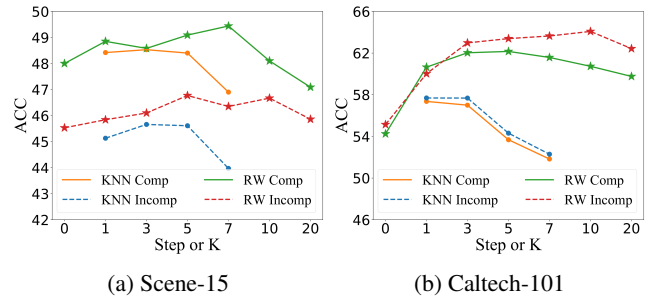 50
49
48
47
46
45
44
43
42
ACC
KNN Comp
KNN Incomp
RW Comp
RW Incomp
0 1 3 5 7 10 20
Step or K
(a) Scene-15
66
62
58
54
50
46
ACC
KNN Comp
KNN Incomp
RW Comp
RW Incomp
0 1 3 5 7 10 20
Step or K
(b) Caltech-101